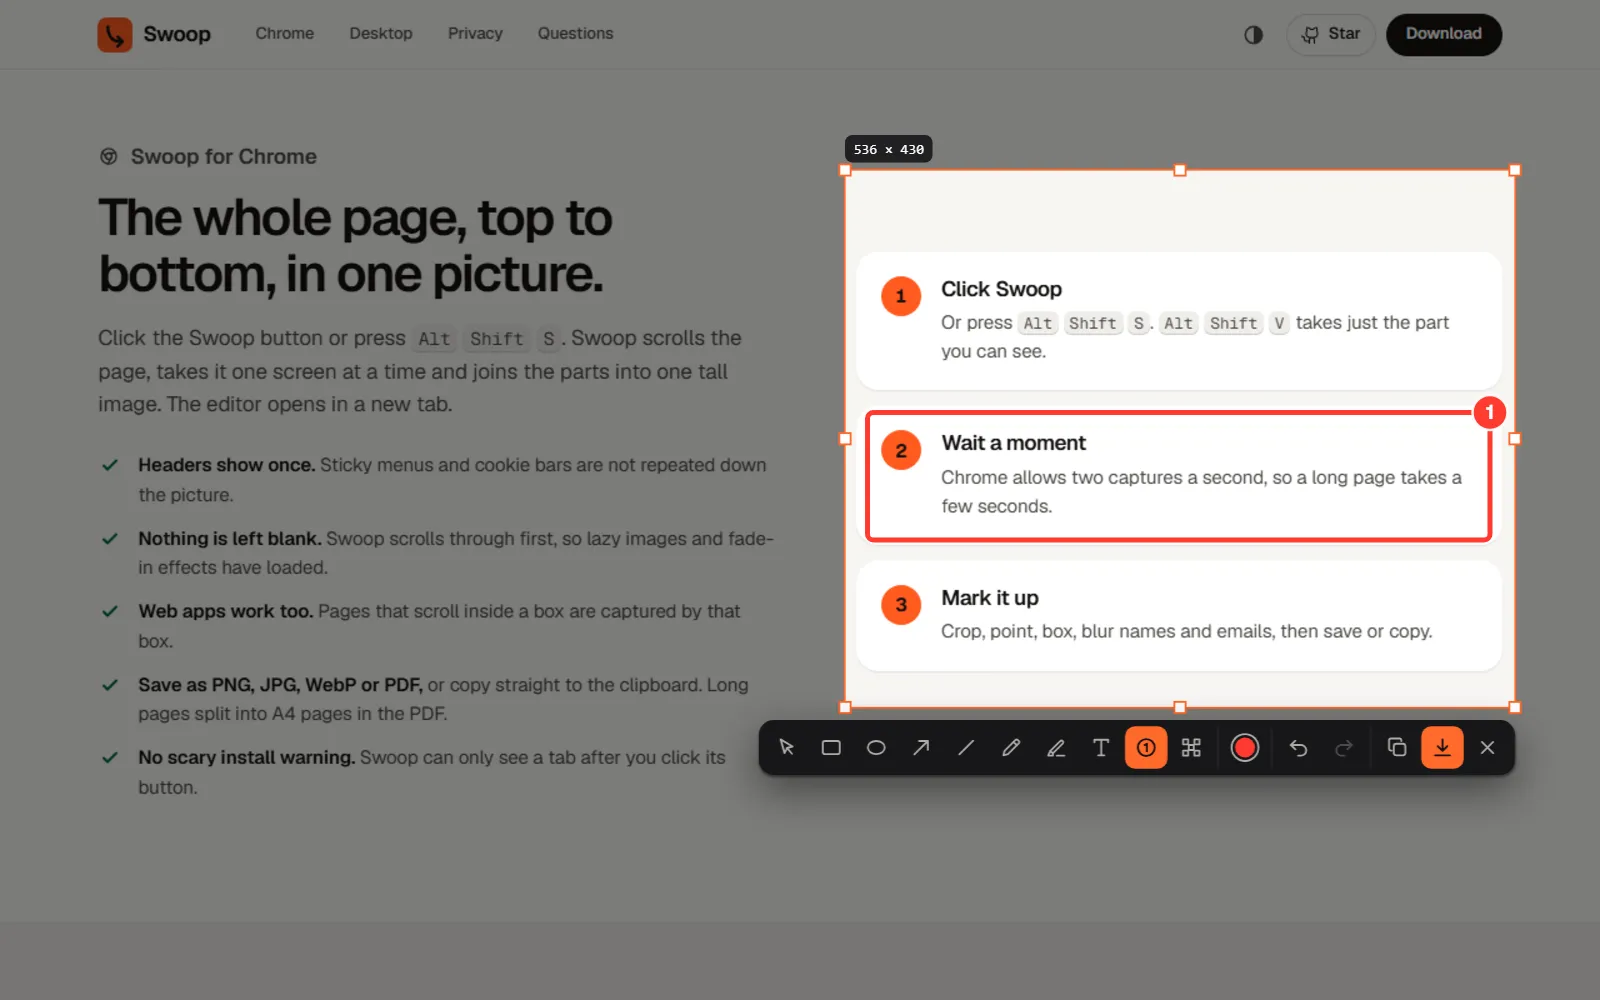 Swoop
Chrome
Desktop
Privacy
Questions
Star
Download
Swoop for Chrome
The whole page, top to
bottom, in one picture.
Click the Swoop button or press Alt Shift S. Swoop scrolls the
page, takes it one screen at a time and joins the parts into one tall
image. The editor opens in a new tab.
Headers show once. Sticky menus and cookie bars are not repeated down
the picture.
Nothing is left blank. Swoop scrolls through first, so lazy images and fade-
in effects have loaded.
Web apps work too. Pages that scroll inside a box are captured by that
box.
Save as PNG, JPG, WebP or PDF, or copy straight to the clipboard. Long
pages split into A4 pages in the PDF.
No scary install warning. Swoop can only see a tab after you click its
button.
536 × 430
1
Click Swoop
Or press Alt Shift S. Alt Shift V takes just the part
you can see.
1
2
Wait a moment
Chrome allows two captures a second, so a long page takes a
few seconds.
3
Mark it up
Crop, point, box, blur names and emails, then save or copy.
T
1